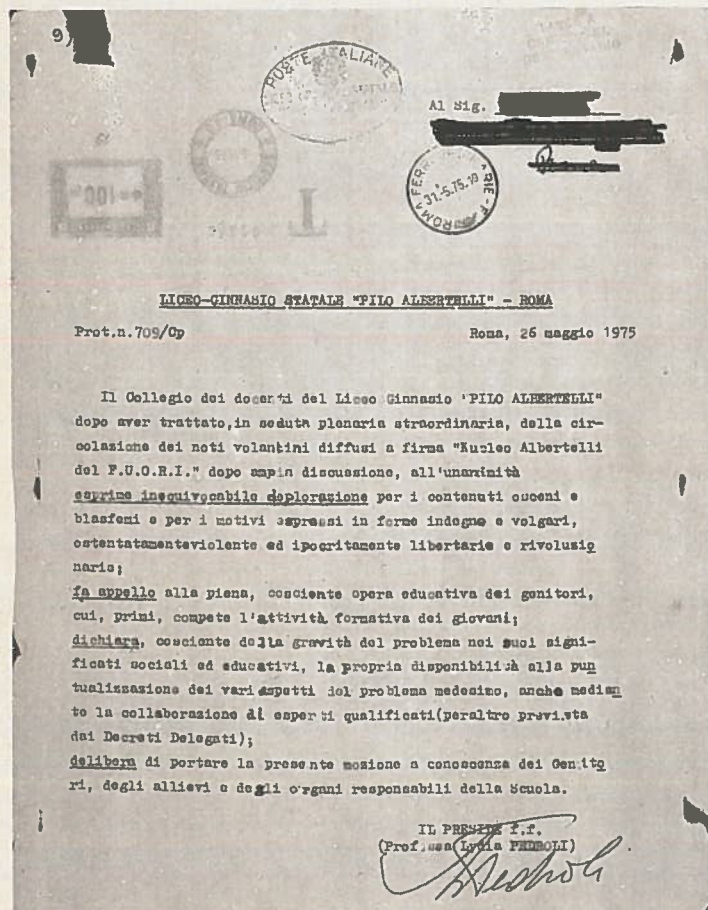 9)
POSTE ITALIANE
Al Sig.
ROMA FERR
31.5.75.19
LICEO-GINNASIO STATALE "PILO ALBERTELLI" - ROMA
Prot.n.709/Cp
Roma, 26 maggio 1975
Il Collegio dei docenti del Liceo Ginnasio "PILO ALBERTELLI"
dopo aver trattato,in seduta plenaria straordinaria, della cir-
colazione dei noti volantini diffusi a firma "Nucleo Albertelli
del F.U.O.R.I." dopo ampia discussione, all'unanimità
esprime inequivocabile deplorazione per i contenuti osceni e
blasfemi e per i motivi espressi in forme indegne e volgari,
ostentatamenteviolente ed ipocritamente libertarie e rivoluzio
narie;
fa appello alla piena, cosciente opera educativa dei genitori,
cui, primi, compete l'attività formativa dei giovani;
dichiara, cosciente della gravità del problema nei suoi signi-
ficati sociali ed educativi, la propria disponibilità alla pun
tualizzazione dei vari aspetti del problema medesimo, anche median
te la collaborazione di esperti qualificati(peraltro prevista
dai Decreti Delegati);
delibera di portare la presente mozione a conoscenza dei Genito
ri, degli allievi e degli organi responsabili della Scuola.
IL PRESIDE f.f.
(Prof.ssa Lydia PEDROLI)
Pedroli